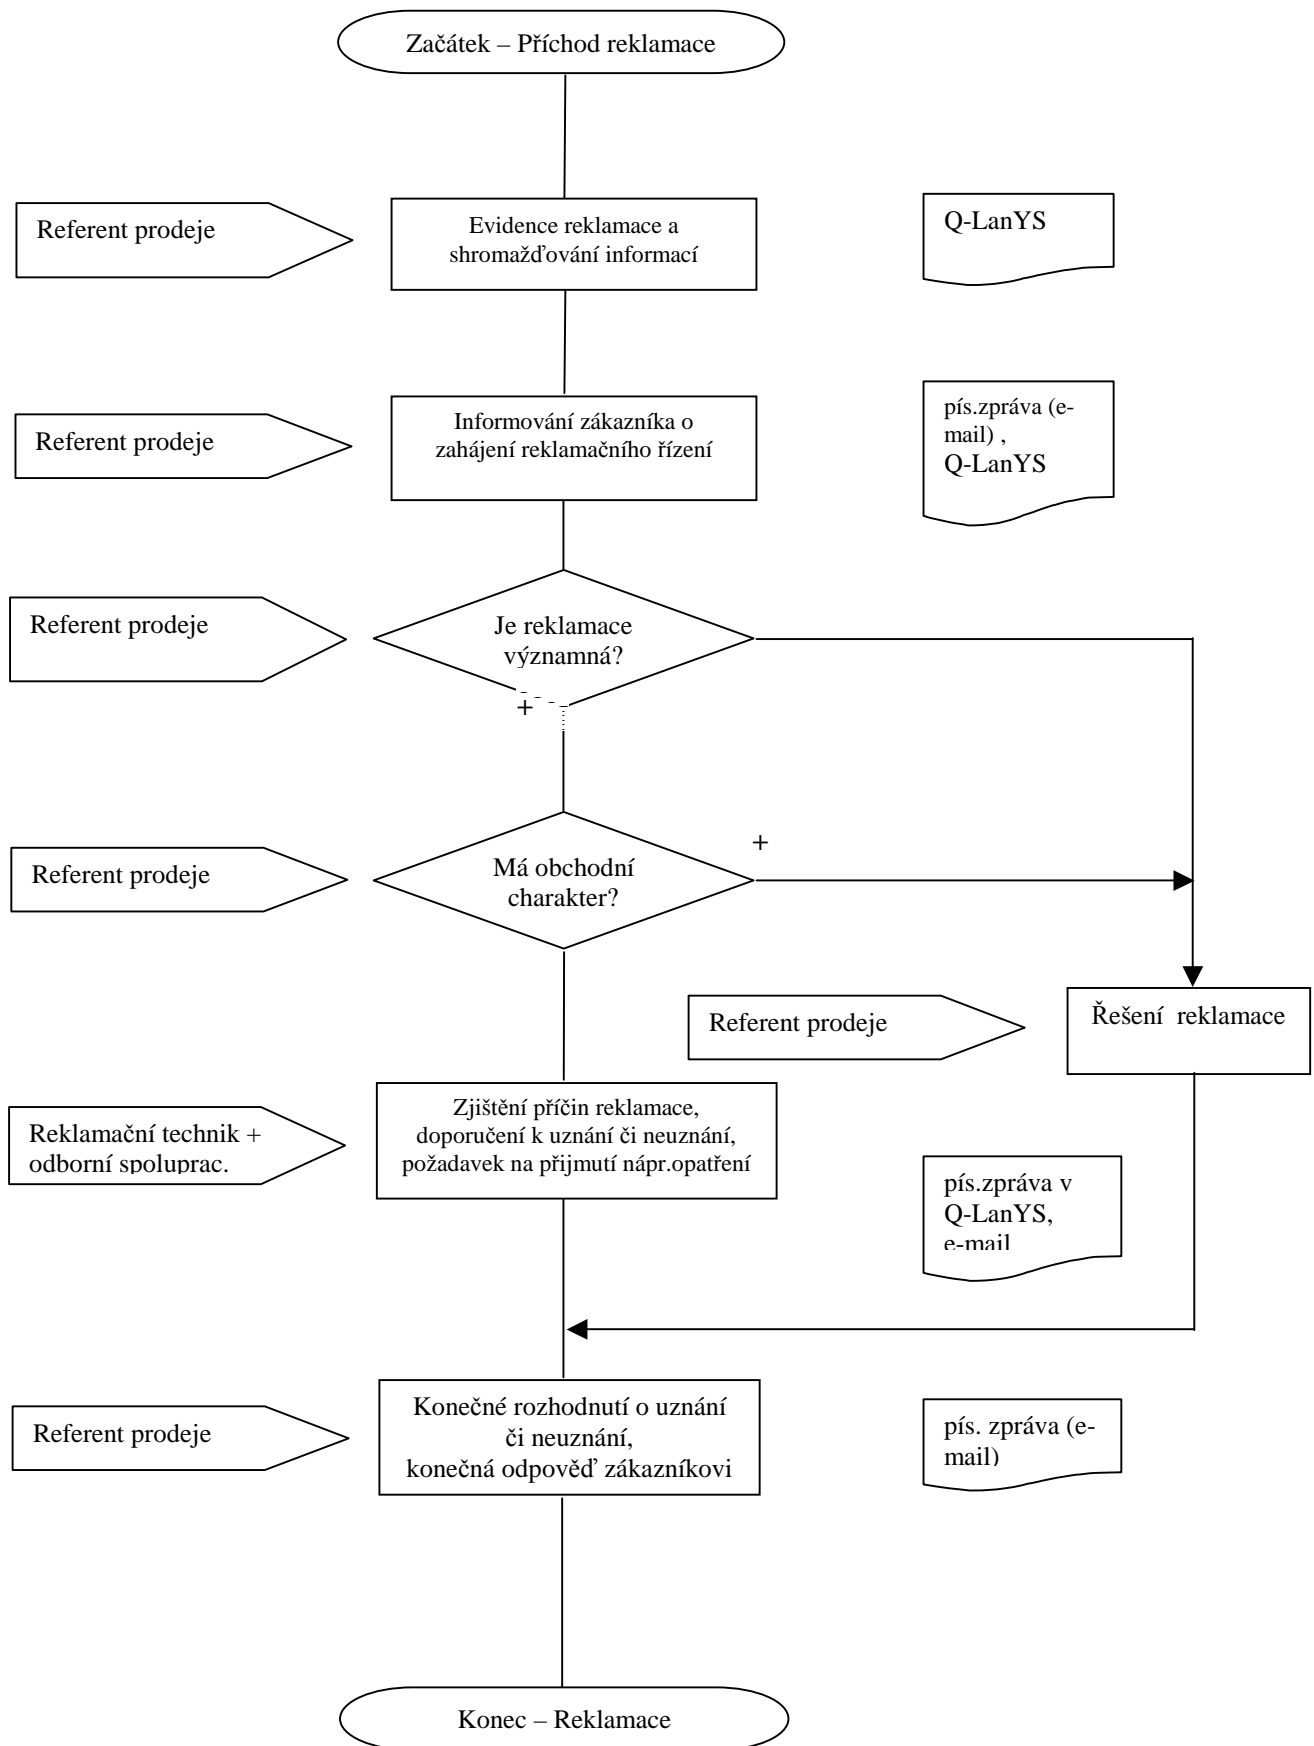 Začátek – Příchod reklamace
Referent prodeje
Evidence reklamace a
shromažďování informací
Q-LanYS
Referent prodeje
Informování zákazníka o
zahájení reklamačního řízení
pís.zpráva (e-
mail) ,
Q-LanYS
Referent prodeje
Je reklamace
významná?
+
Referent prodeje
Má obchodní
charakter?
+
Referent prodeje
Řešení reklamace
Reklamační technik +
odborní spoluprac.
Zjištění příčin reklamace,
doporučení k uznání či neuznání,
požadavek na přijmutí nápr.opatření
pís.zpráva v
Q-LanYS,
e-mail
Referent prodeje
Konečné rozhodnutí o uznání
či neuznání,
konečná odpověď zákazníkovi
pís. zpráva (e-
mail)
Konec – Reklamace